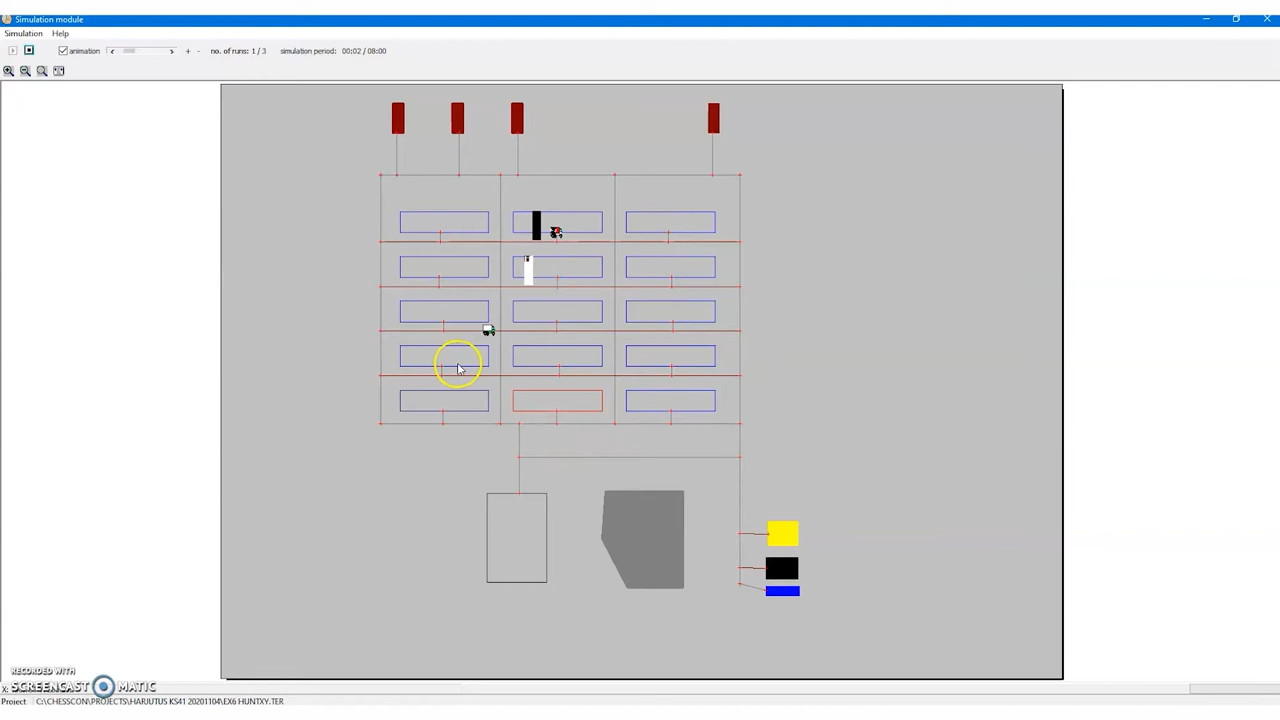 Simulation module
Simulation Help
animation no. of runs: 1 / 3 simulation period: 00:02 / 08:00
RECORDED WITH
SCREENCAST MATIC
X:
Project C:\CHESSCON\PROJECTS\HARJUTUS KS41 20201104\EX6 HUNTXY.TER